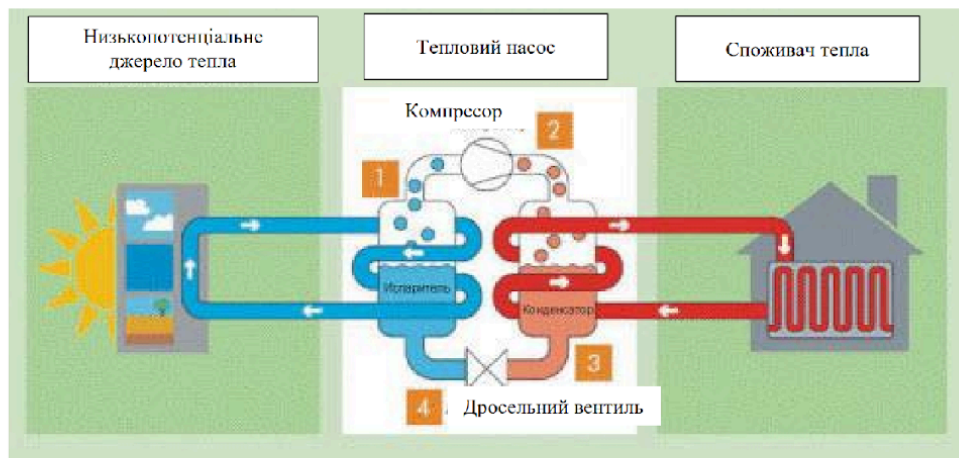 Низькопотенціальне
джерело тепла
Тепловий насос
Споживач тепла
Компресор
2
1
Испаритель
Конденсатор
3
4
Дросельний вентиль